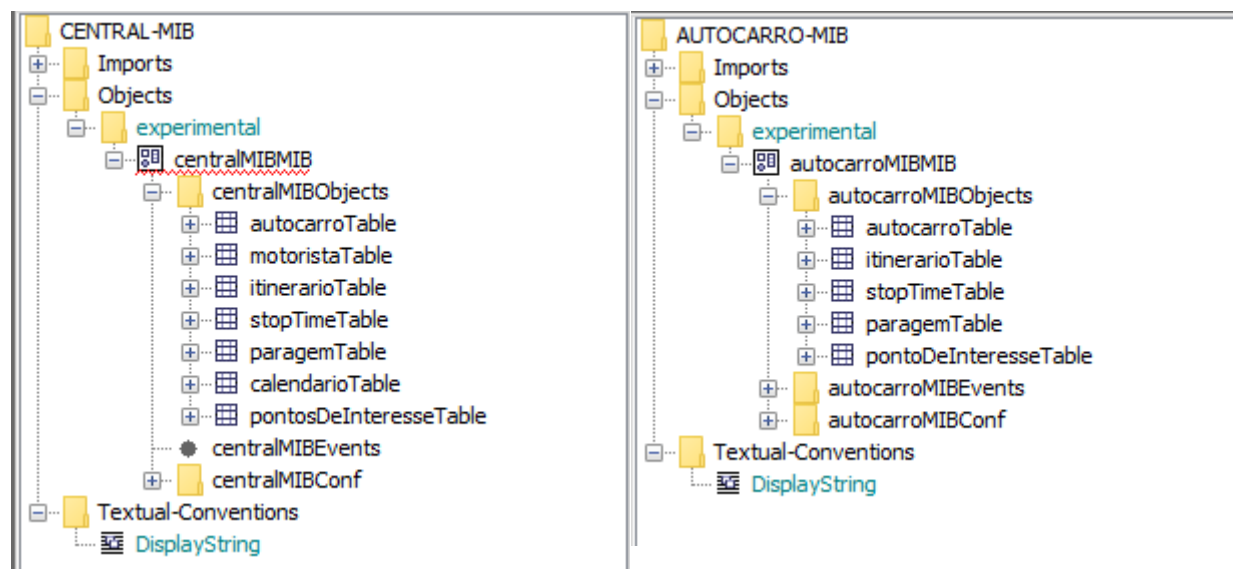 CENTRAL-MIB
Imports
Objects
experimental
centralMIBMIB
centralMIBObjects
autocarroTable
motoristaTable
itinerarioTable
stopTimeTable
paragemTable
calendarioTable
pontosDeInteresseTable
centralMIBEvents
centralMIBConf
Textual-Conventions
DisplayString
AUTOCARRO-MIB
Imports
Objects
experimental
autocarroMIBMIB
autocarroMIBObjects
autocarroTable
itinerarioTable
stopTimeTable
paragemTable
pontoDeInteresseTable
autocarroMIBEvents
autocarroMIBConf
Textual-Conventions
DisplayString